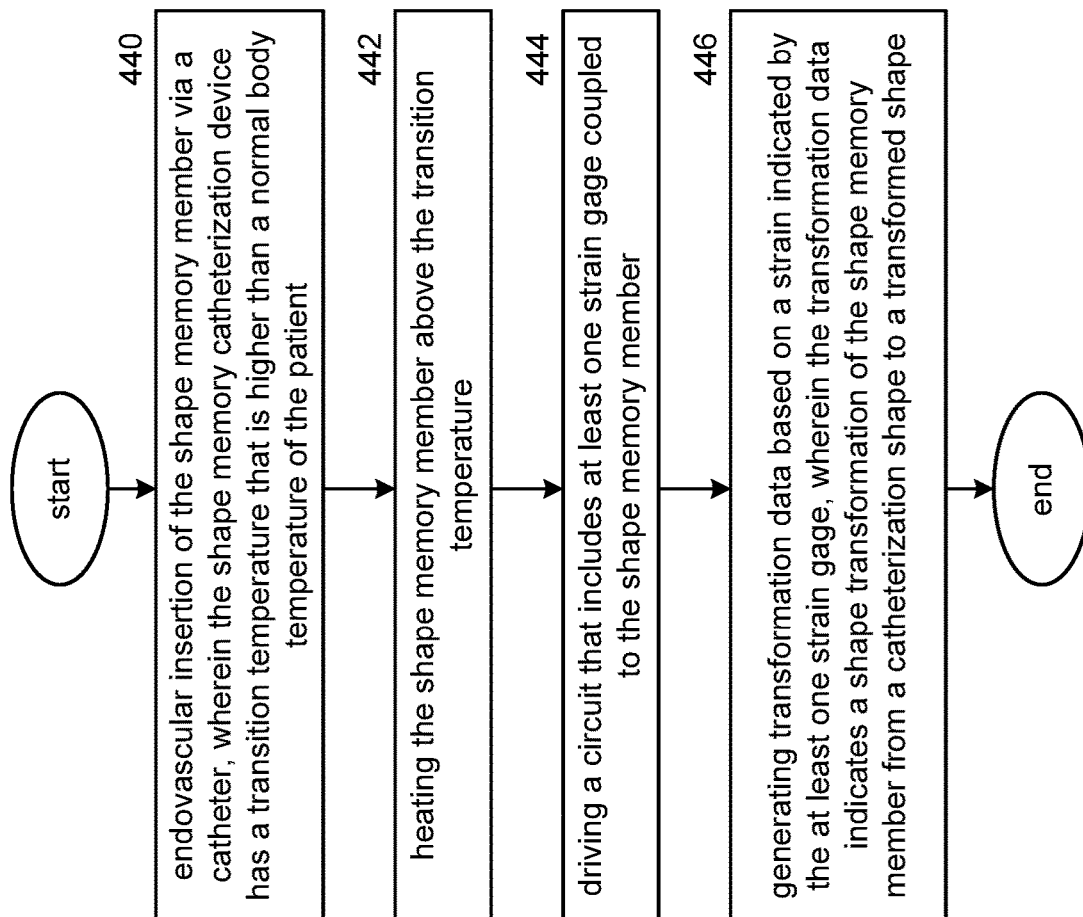 start
440
endovascular insertion of the shape memory member via a
catheter, wherein the shape memory catheterization device
has a transition temperature that is higher than a normal body
temperature of the patient
442
heating the shape memory member above the transition
temperature
444
driving a circuit that includes at least one strain gage coupled
to the shape memory member
446
generating transformation data based on a strain indicated by
the at least one strain gage, wherein the transformation data
indicates a shape transformation of the shape memory
member from a catheterization shape to a transformed shape
end